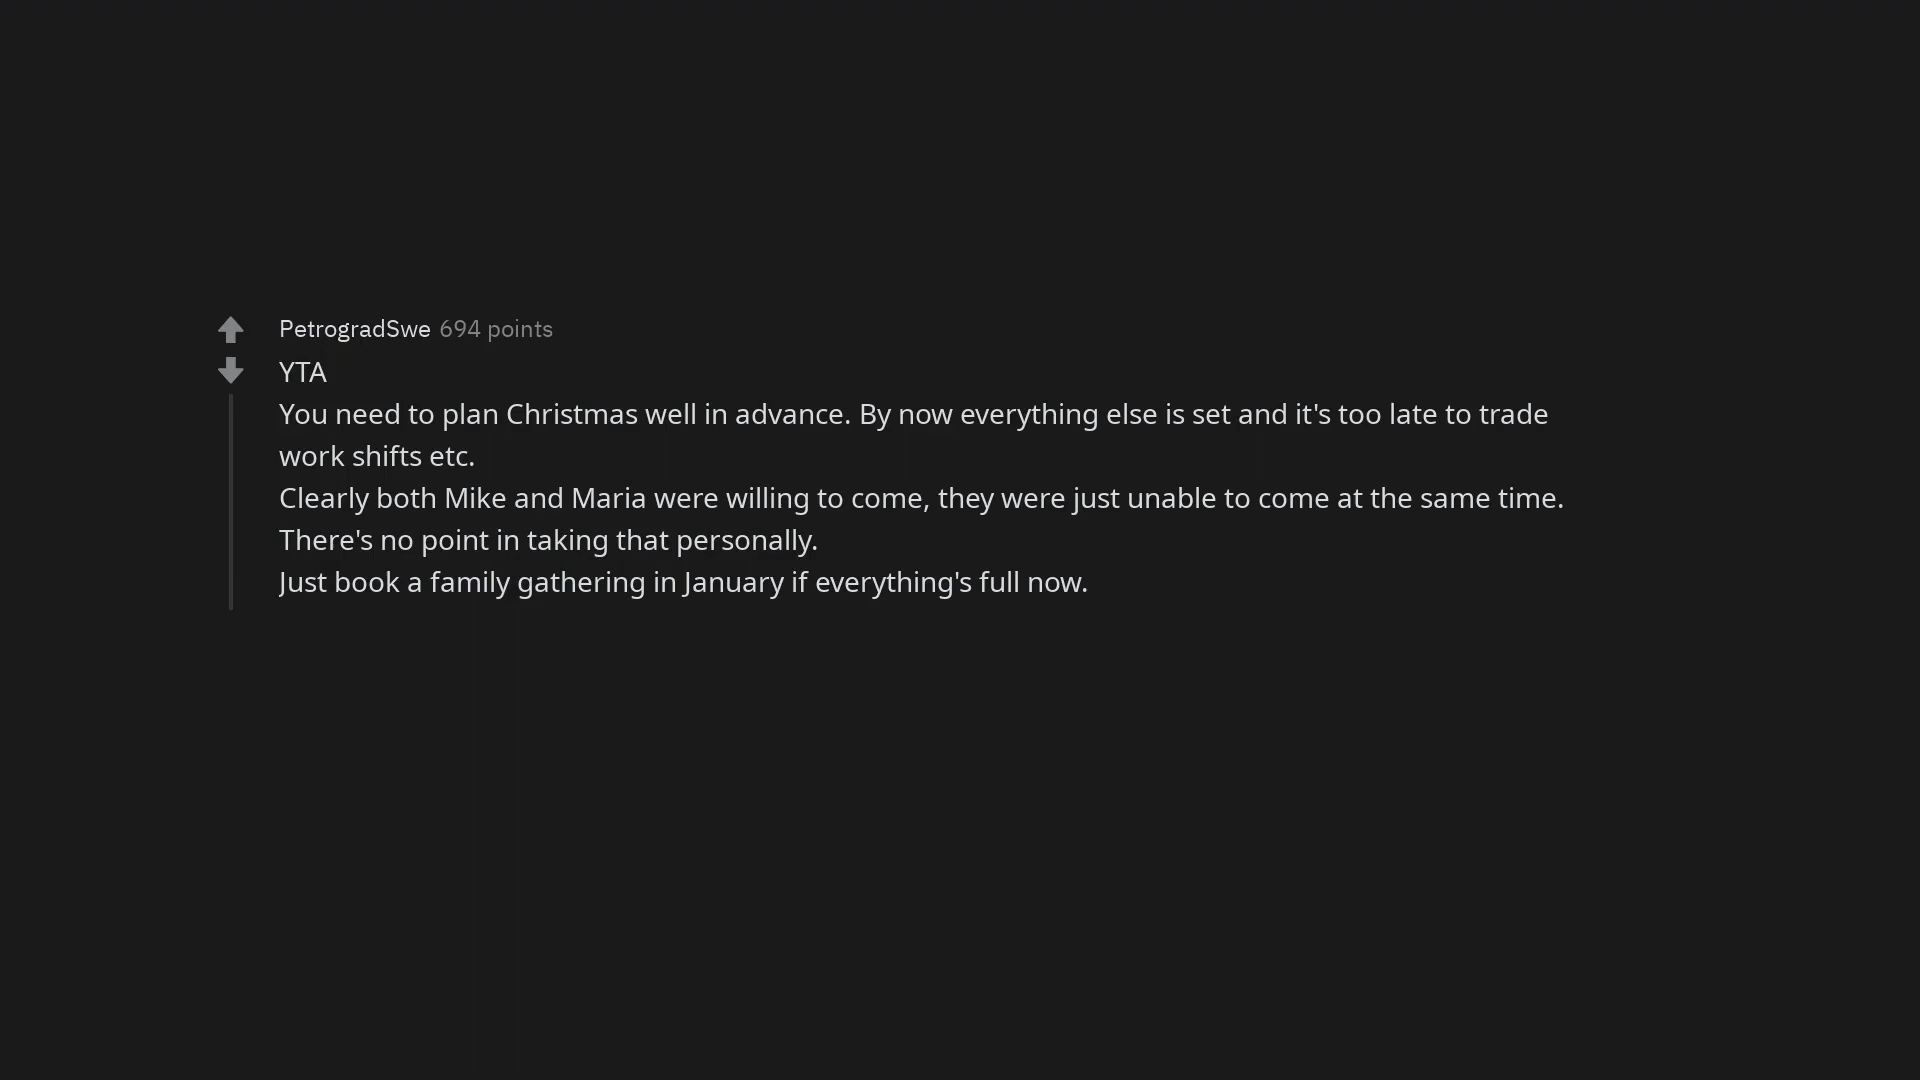 PetrogradSwe 694 points
YTA
You need to plan Christmas well in advance. By now everything else is set and it's too late to trade
work shifts etc.
Clearly both Mike and Maria were willing to come, they were just unable to come at the same time.
There's no point in taking that personally.
Just book a family gathering in January if everything's full now.